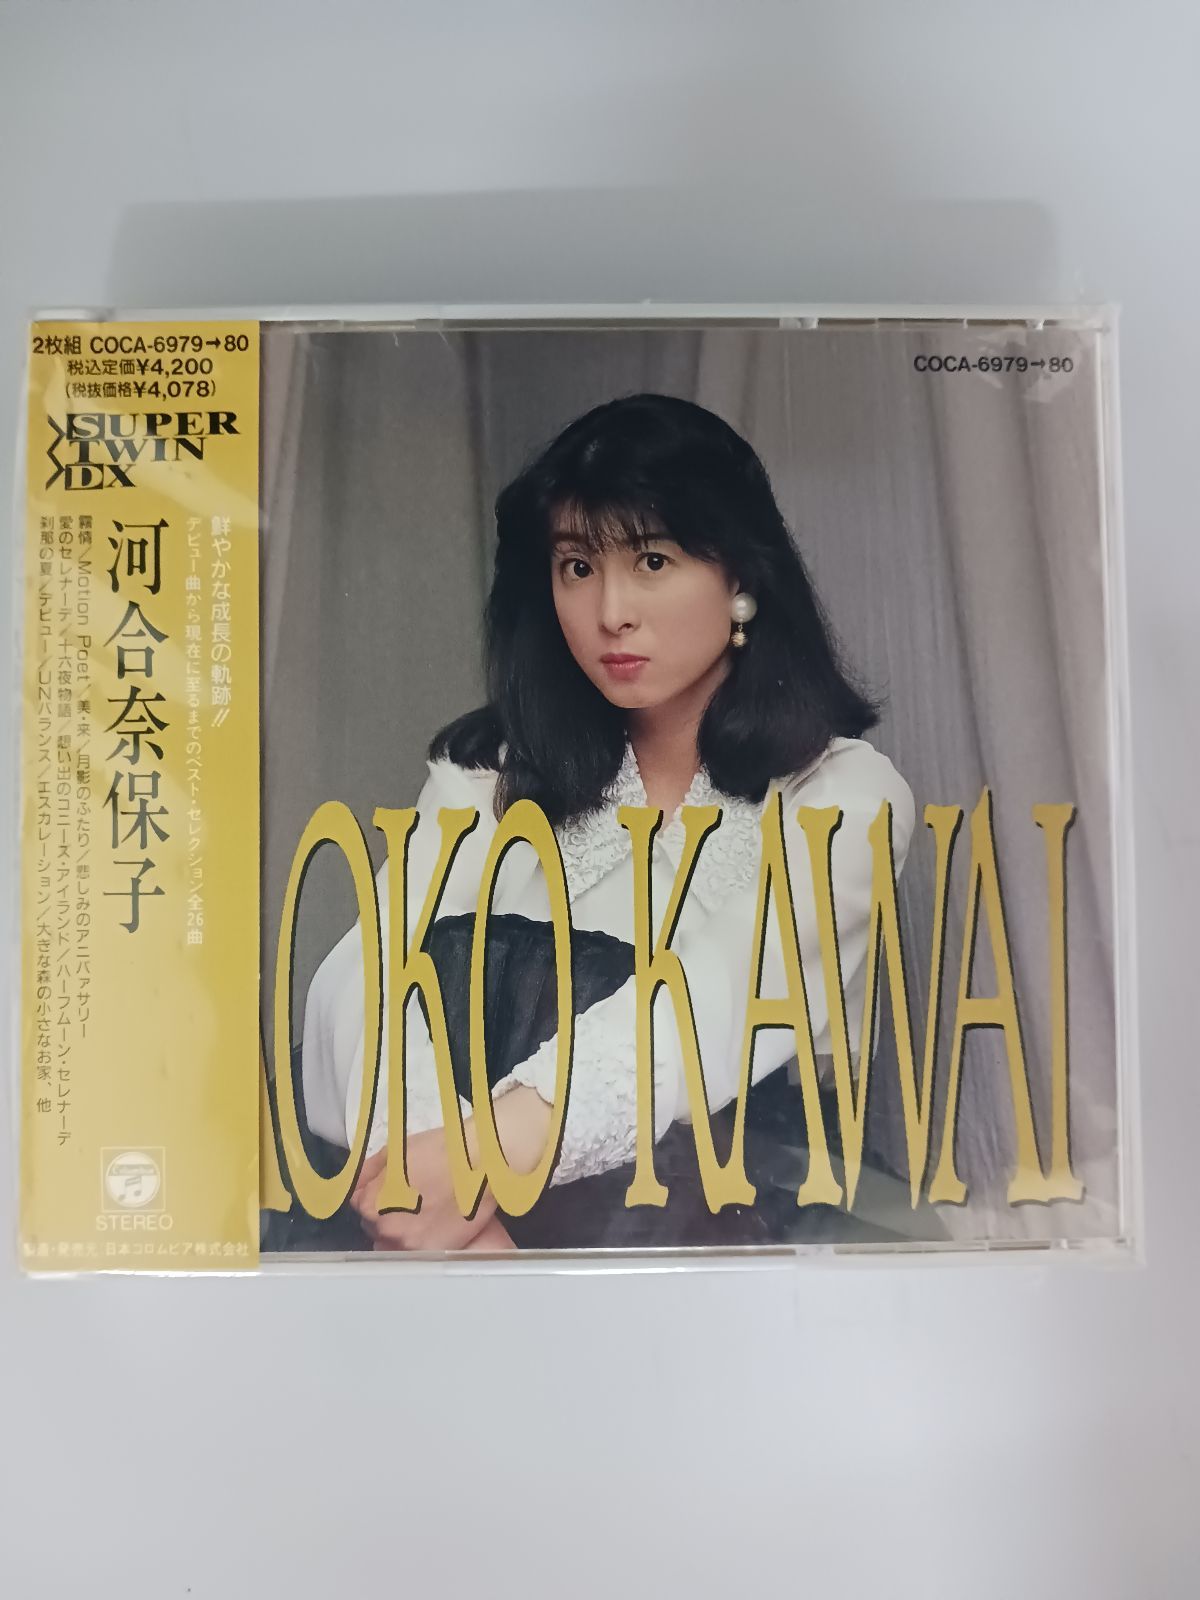 2枚組 COCA-6979→80
税込定価¥4,200
(税抜価格¥4,078)
SUPER
TWIN
DX
鮮やかな成長の軌跡!!
デビュー曲から現在に至るまでのベスト・セレクション全26曲
河合奈保子
霧情/Motion Poet/美・来/月影のふたり/悲しみのアニバァサリー
愛のセレナーデ/十六夜物語/想い出のコニーズ・アイランド/ハーフムーン・セレナーデ
刹那の夏/デビュー/UNバランス/エスカレーション/大きな森の小さなお家、他
Columbia
STEREO
製造・発売元:日本コロムビア株式会社
COCA-6979→80
OKO KAWAI